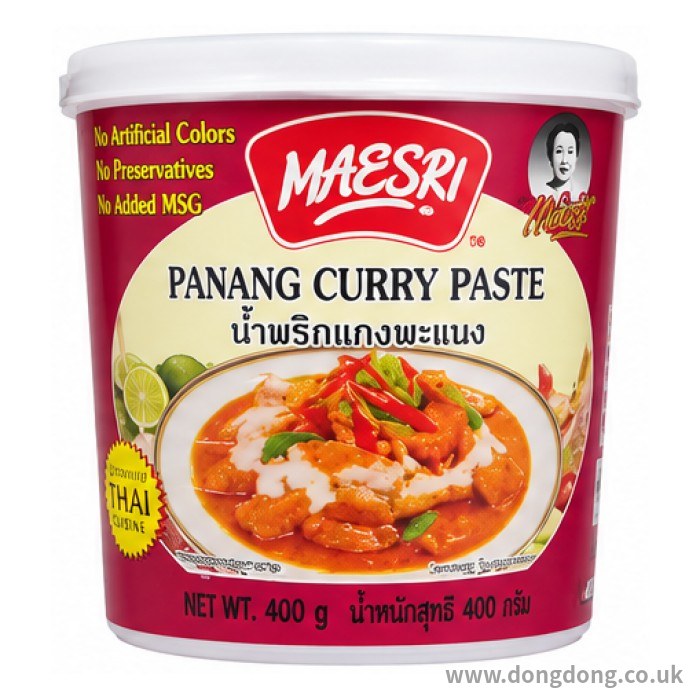 No Artificial Colors
No Preservatives
No Added MSG
MAESRI
Maesri
PANANG CURRY PASTE
น้ำพริกแกงพะแนง
THAI
CUISINE
NET WT. 400 g น้ำหนักสุทธิ 400 กรัม
www.dongdong.co.uk